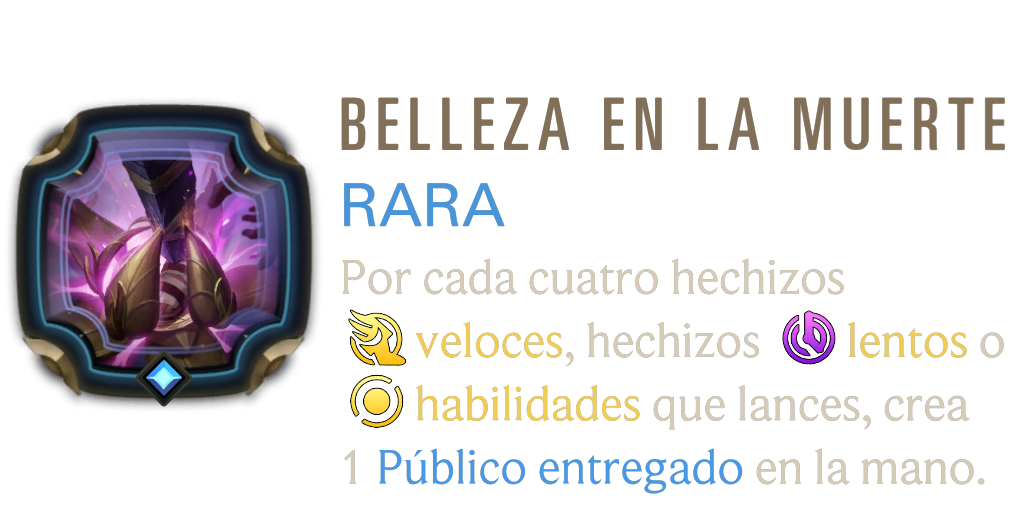 BELLEZA EN LA MUERTE
RARA
Por cada cuatro hechizos
veloces, hechizos lentos o
habilidades que lances, crea
1 Público entregado en la mano.